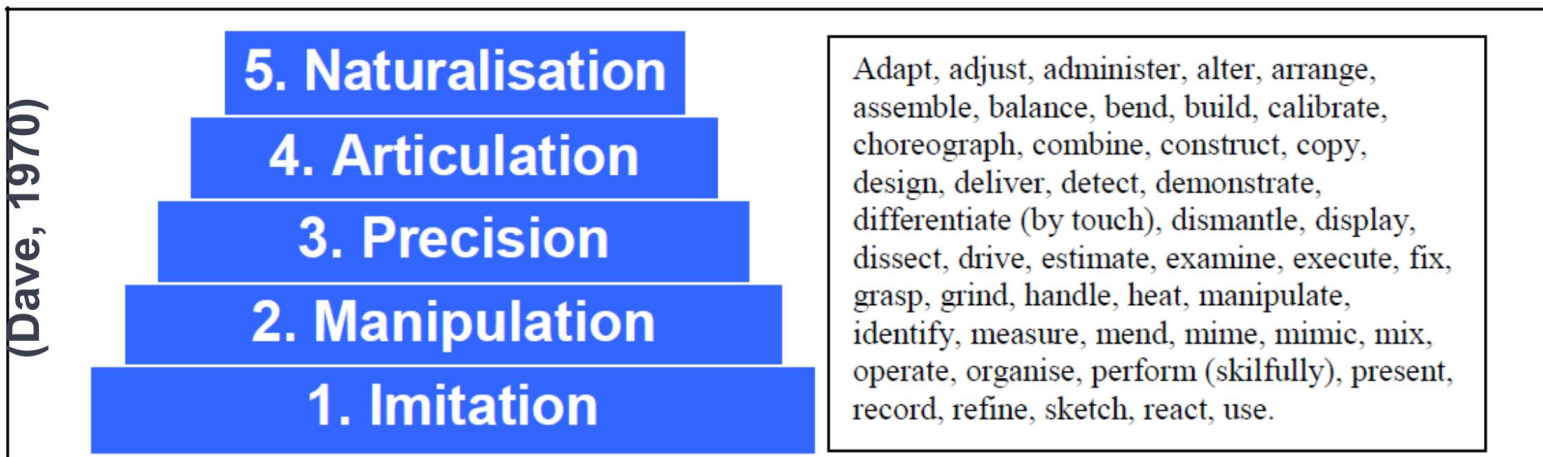 (Dave, 1970)
5. Naturalisation
4. Articulation
3. Precision
2. Manipulation
1. Imitation
Adapt, adjust, administer, alter, arrange,
assemble, balance, bend, build, calibrate,
choreograph, combine, construct, copy,
design, deliver, detect, demonstrate,
differentiate (by touch), dismantle, display,
dissect, drive, estimate, examine, execute, fix,
grasp, grind, handle, heat, manipulate,
identify, measure, mend, mime, mimic, mix,
operate, organise, perform (skilfully), present,
record, refine, sketch, react, use.